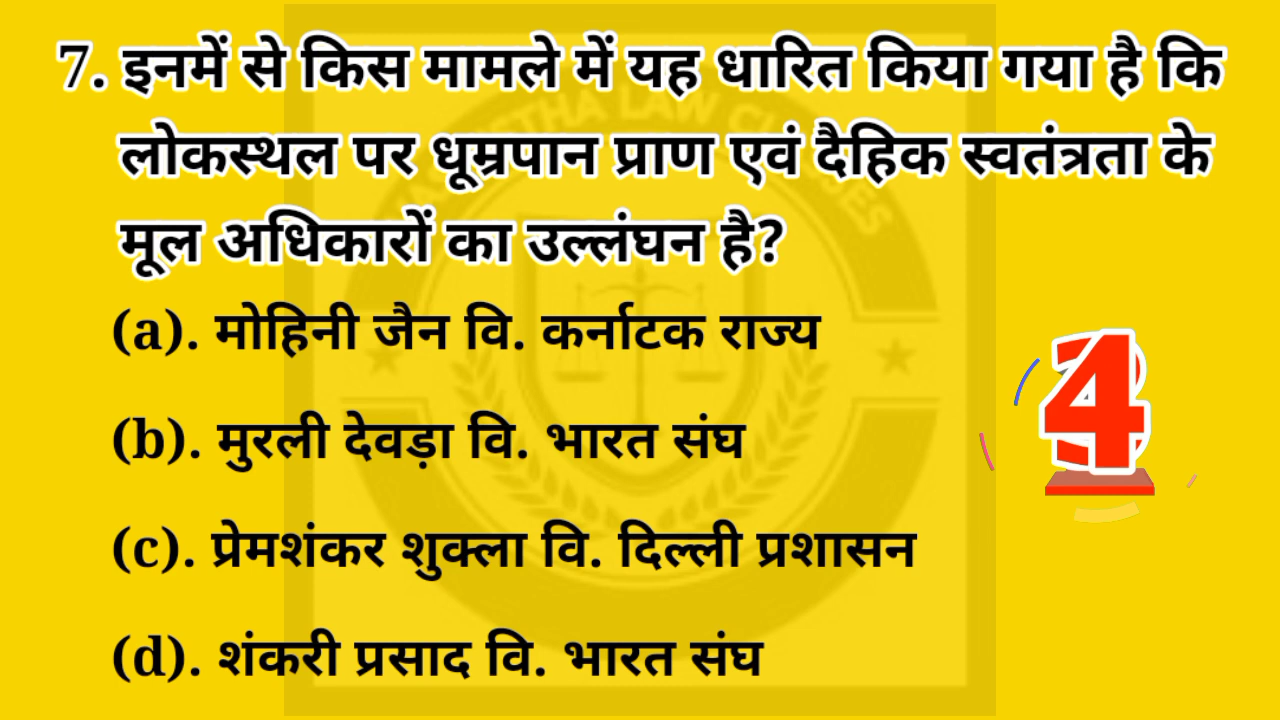 7. इनमें से किस मामले में यह धारित किया गया है कि
लोकस्थल पर धूम्रपान प्राण एवं दैहिक स्वतंत्रता के
मूल अधिकारों का उल्लंघन है?
(a). मोहिनी जैन वि. कर्नाटक राज्य
(b). मुरली देवड़ा वि. भारत संघ
(c). प्रेमशंकर शुक्ला वि. दिल्ली प्रशासन
(d). शंकरी प्रसाद वि. भारत संघ
4